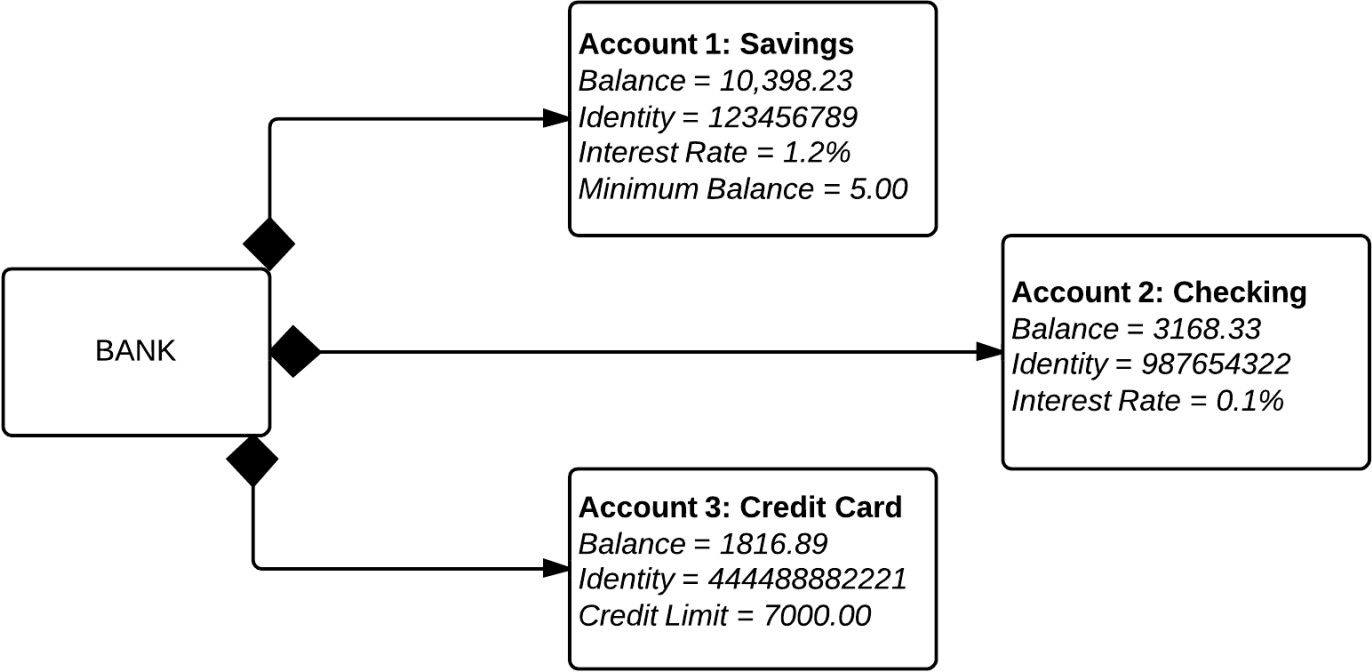 Account 1: Savings
Balance = 10,398.23
Identity = 123456789
Interest Rate = 1.2%
Minimum Balance = 5.00
BANK
Account 2: Checking
Balance = 3168.33
Identity = 987654322
Interest Rate = 0.1%
Account 3: Credit Card
Balance = 1816.89
Identity = 444488882221
Credit Limit = 7000.00